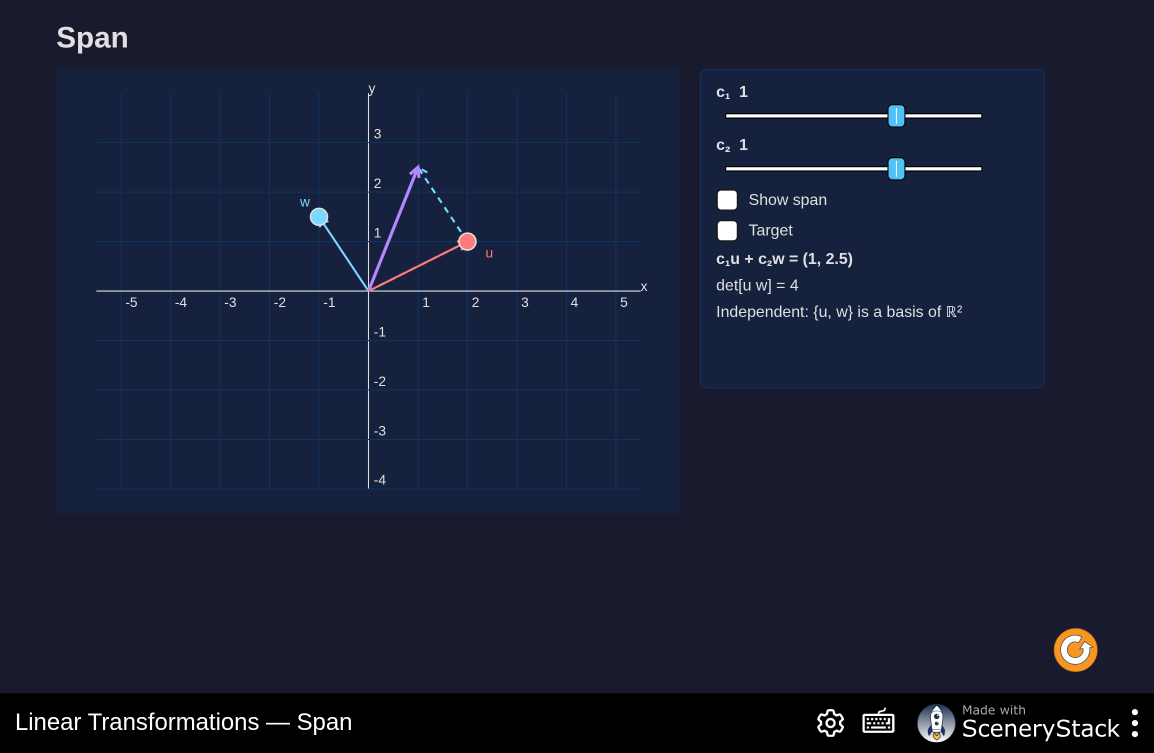 Span
y
3
2
1
w
u
x
-5 -4 -3 -2 -1 1 2 3 4 5
-1
-2
-3
-4
c₁ 1
c₂ 1
Show span
Target
c₁u + c₂w = (1, 2.5)
det[u w] = 4
Independent: {u, w} is a basis of ℝ²
Linear Transformations — Span
Made with
SceneryStack